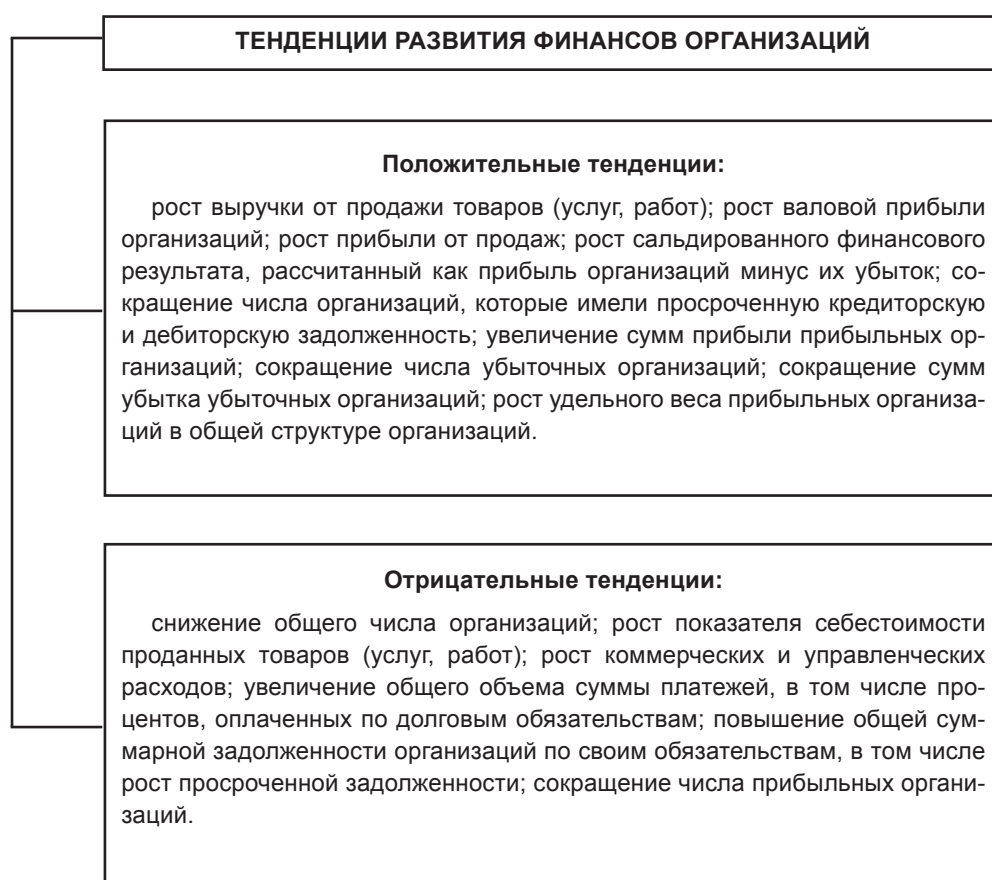 ТЕНДЕНЦИИ РАЗВИТИЯ ФИНАНСОВ ОРГАНИЗАЦИЙ
Положительные тенденции:
рост выручки от продажи товаров (услуг, работ); рост валовой прибыли
организаций; рост прибыли от продаж; рост сальдированного финансового
результата, рассчитанный как прибыль организаций минус их убыток; со-
кращение числа организаций, которые имели просроченную кредиторскую
и дебиторскую задолженность; увеличение сумм прибыли прибыльных ор-
ганизаций; сокращение числа убыточных организаций; сокращение сумм
убытка убыточных организаций; рост удельного веса прибыльных организа-
ций в общей структуре организаций.
Отрицательные тенденции:
снижение общего числа организаций; рост показателя себестоимости
проданных товаров (услуг, работ); рост коммерческих и управленческих
расходов; увеличение общего объема суммы платежей, в том числе про-
центов, оплаченных по долговым обязательствам; повышение общей сум-
марной задолженности организаций по своим обязательствам, в том числе
рост просроченной задолженности; сокращение числа прибыльных органи-
заций.